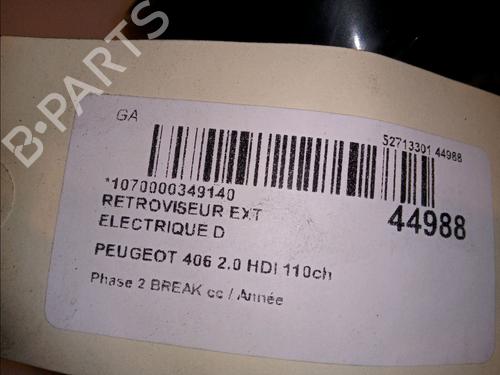 B-PARTS
GA
52713301 44988
*1070000349140
RETROVISEUR EXT
ELECTRIQUE D
44988
PEUGEOT 406 2.0 HDI 110ch
Phase 2 BREAK cc / Année